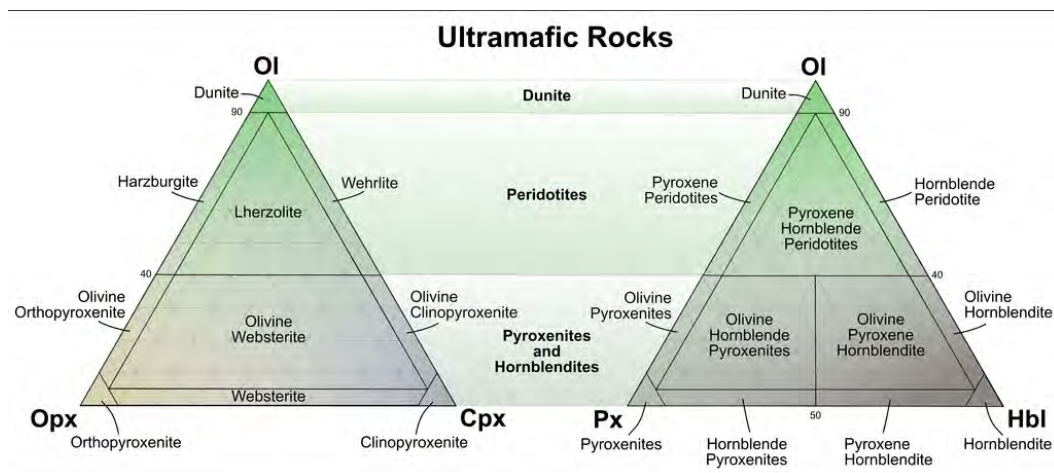 Ultramafic Rocks
Ol
Ol
Dunite
Dunite
Dunite
90
90
Harzburgite
Wehrlite
Lherzolite
Peridotites
Pyroxene
Peridotites
Hornblende
Peridotite
Pyroxene
Hornblende
Peridotites
40
40
Olivine
Orthopyroxenite
Olivine
Websterite
Olivine
Clinopyroxenite
Pyroxenites
and
Hornblendites
Olivine
Pyroxenites
Olivine
Hornblende
Pyroxenites
Olivine
Pyroxene
Hornblendite
Olivine
Hornblendite
Websterite
Opx
Cpx
Px
50
Hbl
Orthopyroxenite
Clinopyroxenite
Pyroxenites
Hornblende
Pyroxenites
Pyroxene
Hornblendite
Hornblendite